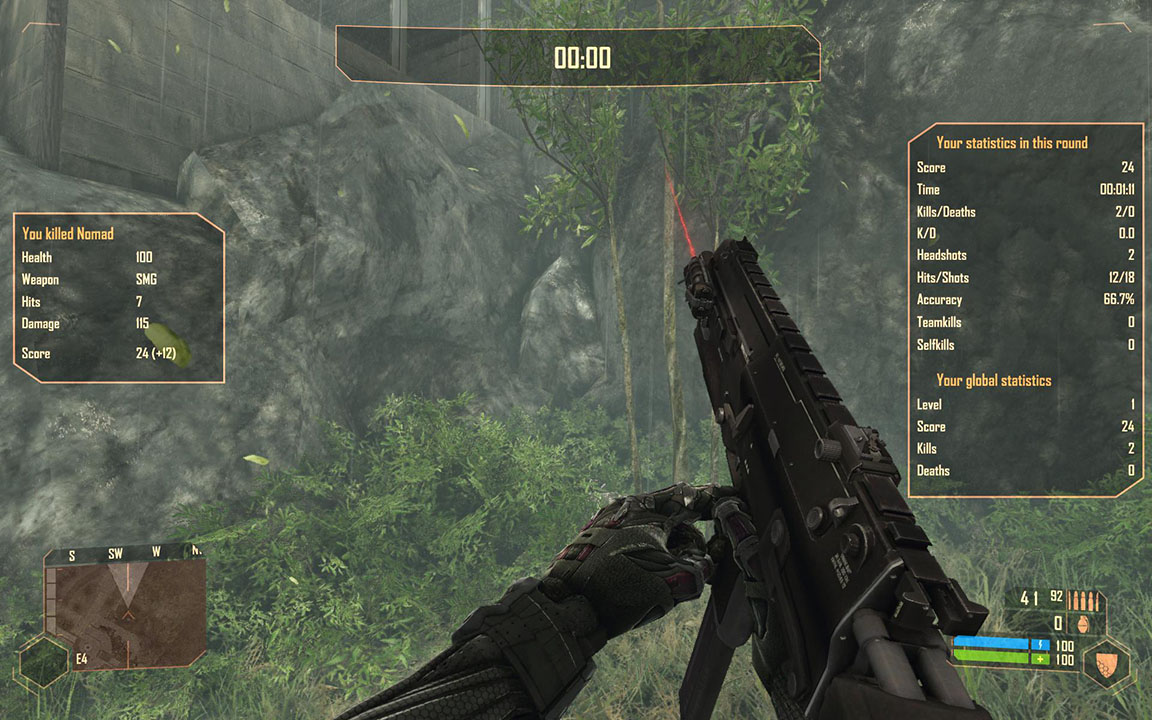 00:00
You killed Nomad
Health 100
Weapon SMG
Hits 7
Damage 115
Score 24 (+12)
Your statistics in this round
Score 24
Time 00:01:11
Kills/Deaths 2/0
K/D 0.0
Headshots 2
Hits/Shots 12/18
Accuracy 66.7%
Teamkills 0
Selfkills 0
Your global statistics
Level 1
Score 24
Kills 2
Deaths 0
S SW W
E4
41 92
0
100
100